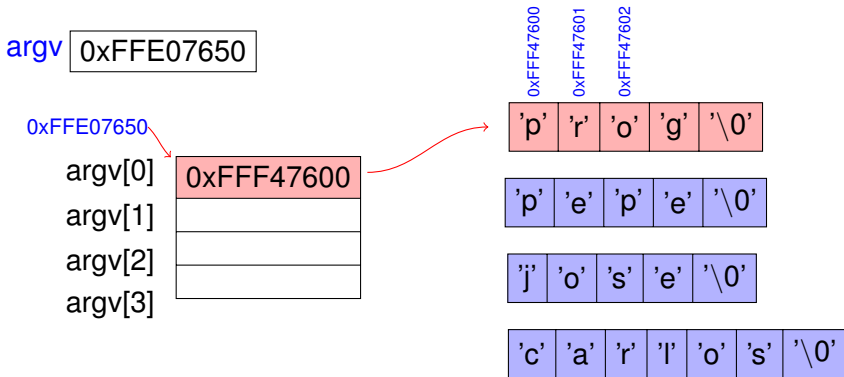 argv 0xFFE07650
0xFFF47600 0xFFF47601 0xFFF47602
'p' 'r' 'o' 'g' '\0'
0xFFE07650
argv[0] 0xFFF47600
argv[1]
argv[2]
argv[3]
'p' 'e' 'p' 'e' '\0'
'j' 'o' 's' 'e' '\0'
'c' 'a' 'r' 'l' 'o' 's' '\0'